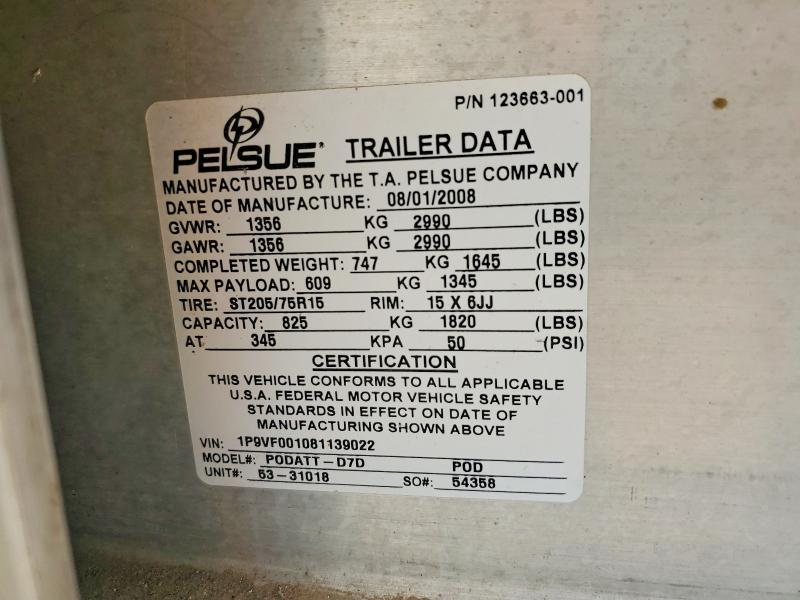 P/N 123663-001
PELSUE® TRAILER DATA
MANUFACTURED BY THE T.A. PELSUE COMPANY
DATE OF MANUFACTURE: 08/01/2008
GVWR: 1356 KG 2990 (LBS)
GAWR: 1356 KG 2990 (LBS)
COMPLETED WEIGHT: 747 KG 1645 (LBS)
MAX PAYLOAD: 609 KG 1345 (LBS)
TIRE: ST205/75R15 RIM: 15 X 6JJ
CAPACITY: 825 KG 1820 (LBS)
AT 345 KPA 50 (PSI)
CERTIFICATION
THIS VEHICLE CONFORMS TO ALL APPLICABLE
U.S.A. FEDERAL MOTOR VEHICLE SAFETY
STANDARDS IN EFFECT ON DATE OF
MANUFACTURING SHOWN ABOVE
VIN: 1P9VF001081139022
MODEL#: PODATT-D7D POD
UNIT#: 53-31018 SO#: 54358